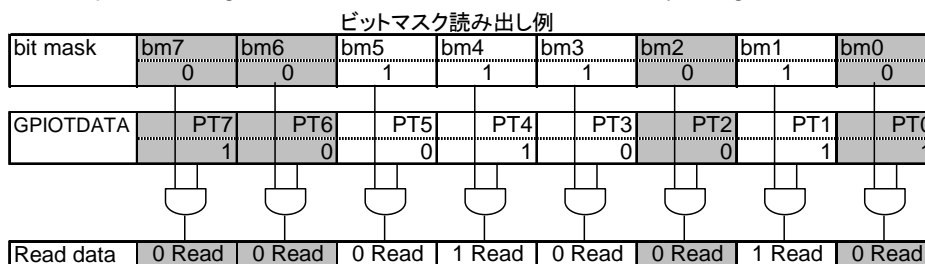 ビットマスク読み出し例
bit mask bm7 bm6 bm5 bm4 bm3 bm2 bm1 bm0
0 0 1 1 1 0 1 0
GPIOTDATA PT7 PT6 PT5 PT4 PT3 PT2 PT1 PT0
1 0 0 1 0 0 1
Read data 0 Read 0 Read 0 Read 1 Read 0 Read 0 Read 1 Read 0 Read